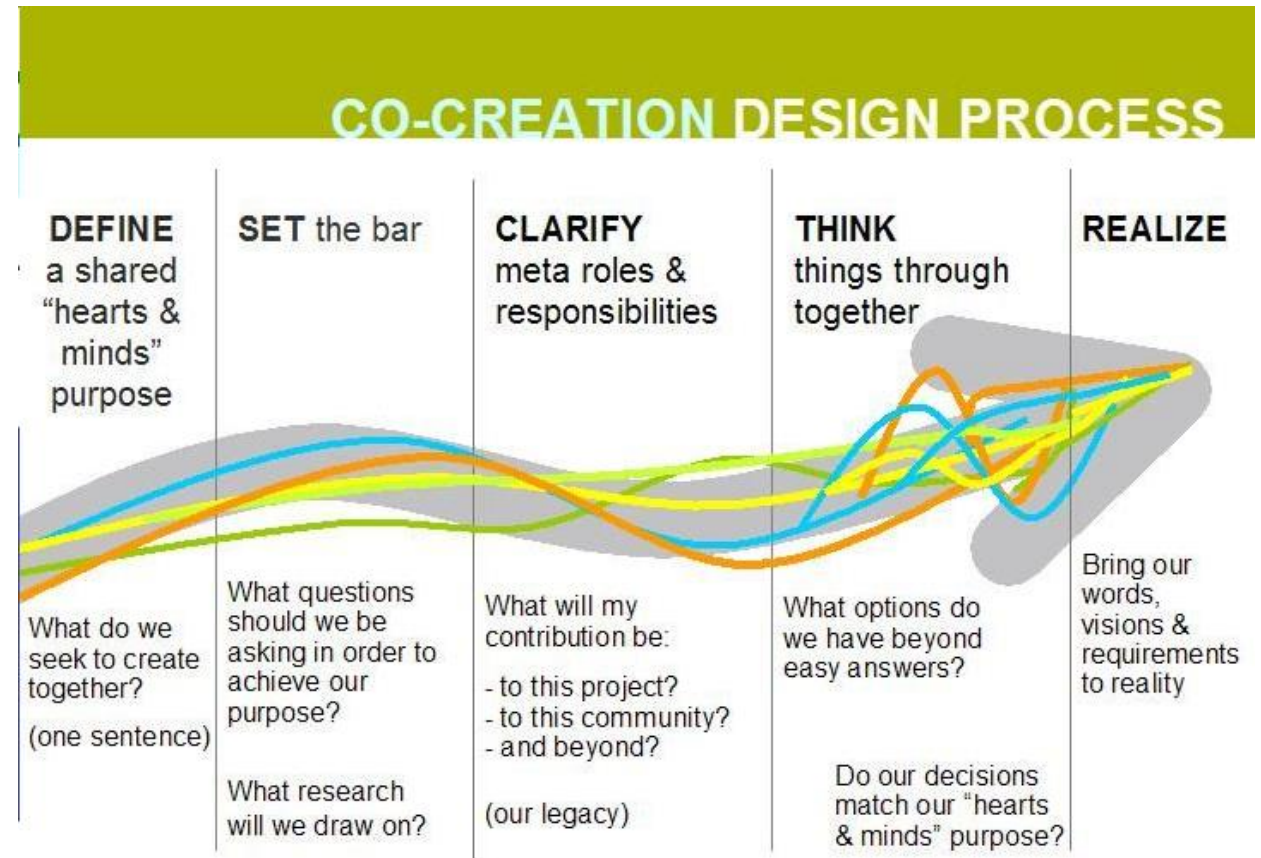 CO-CREATION DESIGN PROCESS
DEFINE
a shared
“hearts &
minds”
purpose
What do we
seek to create
together?
(one sentence)
SET the bar
What questions
should we be
asking in order to
achieve our
purpose?
What research
will we draw on?
CLARIFY
meta roles &
responsibilities
What will my
contribution be:
- to this project?
- to this community?
- and beyond?
(our legacy)
THINK
things through
together
What options do
we have beyond
easy answers?
Do our decisions
match our “hearts
& minds” purpose?
REALIZE
Bring our
words,
visions &
requirements
to reality